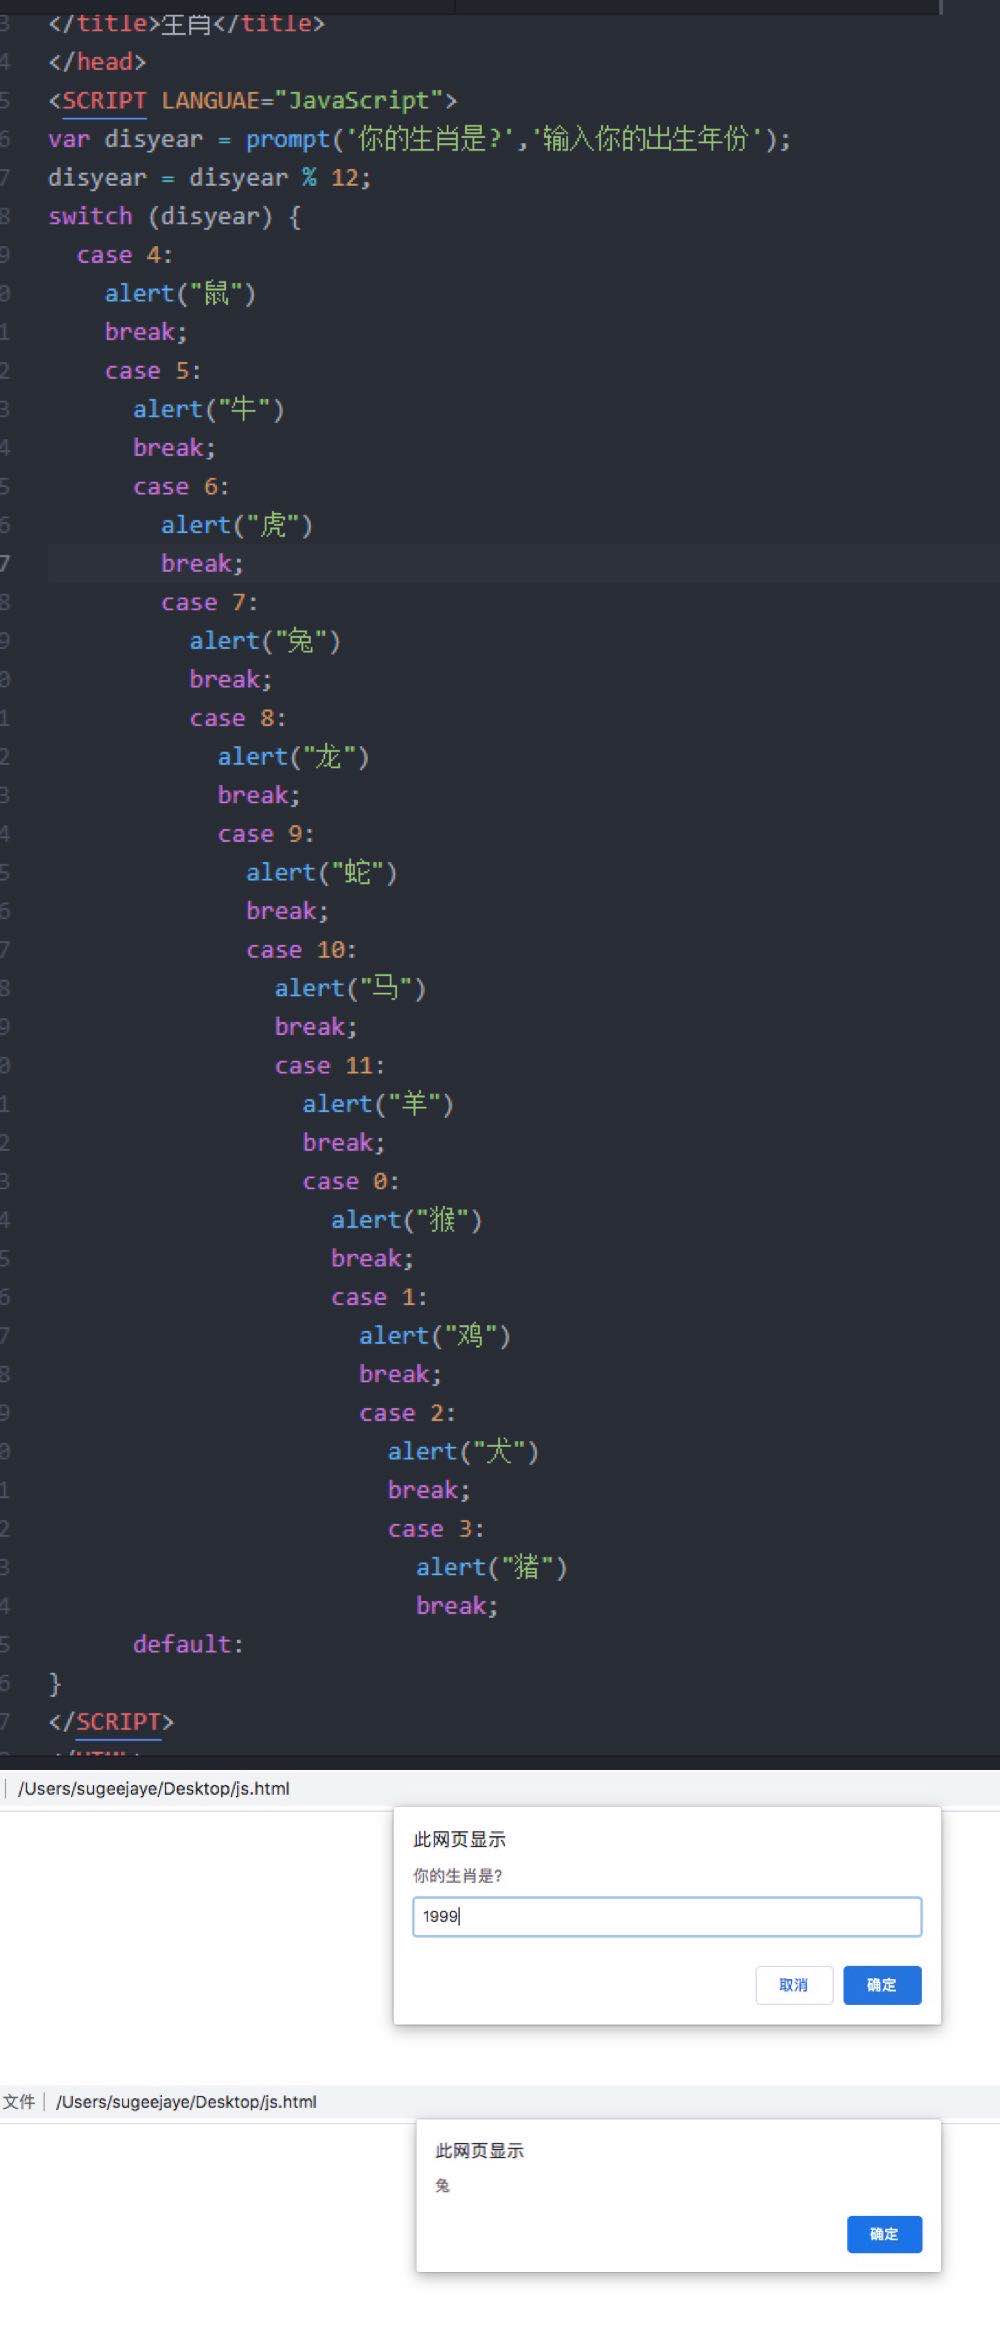 3 </title>生肖</title>
4 </head>
5 <SCRIPT LANGUAE="JavaScript">
6 var disyear = prompt('你的生肖是?','输入你的出生年份');
7 disyear = disyear % 12;
8 switch (disyear) {
9 case 4:
0 alert("鼠")
1 break;
2 case 5:
3 alert("牛")
4 break;
5 case 6:
6 alert("虎")
7 break;
8 case 7:
9 alert("兔")
0 break;
1 case 8:
2 alert("龙")
3 break;
4 case 9:
5 alert("蛇")
6 break;
7 case 10:
8 alert("马")
9 break;
0 case 11:
1 alert("羊")
2 break;
3 case 0:
4 alert("猴")
5 break;
6 case 1:
7 alert("鸡")
8 break;
9 case 2:
0 alert("犬")
1 break;
2 case 3:
3 alert("猪")
4 break;
5 default:
6 }
7 </SCRIPT>
/Users/sugeejaye/Desktop/js.html
此网页显示
你的生肖是?
1999
取消 确定
文件 /Users/sugeejaye/Desktop/js.html
此网页显示
兔
确定